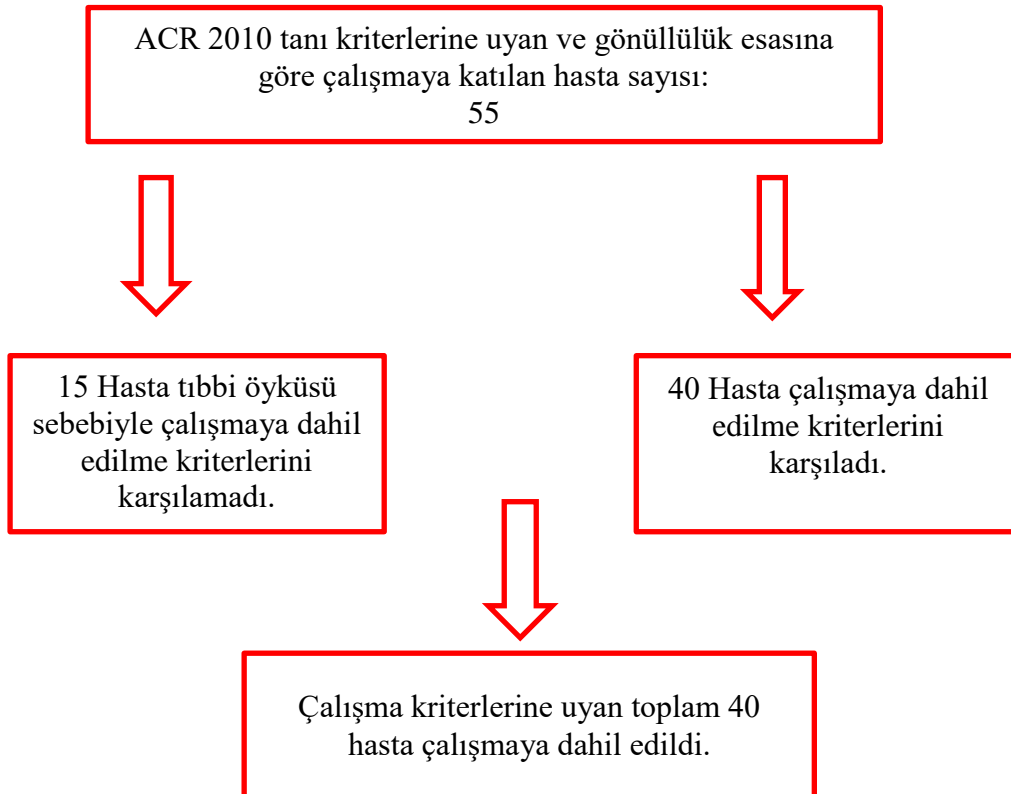 ACR 2010 tanı kriterlerine uyan ve gönüllülük esasına
göre çalışmaya katılan hasta sayısı:
55
15 Hasta tıbbi öyküsü
sebebiyle çalışmaya dahil
edilme kriterlerini
karşılamadı.
40 Hasta çalışmaya dahil
edilme kriterlerini
karşıladı.
Çalışma kriterlerine uyan toplam 40
hasta çalışmaya dahil edildi.